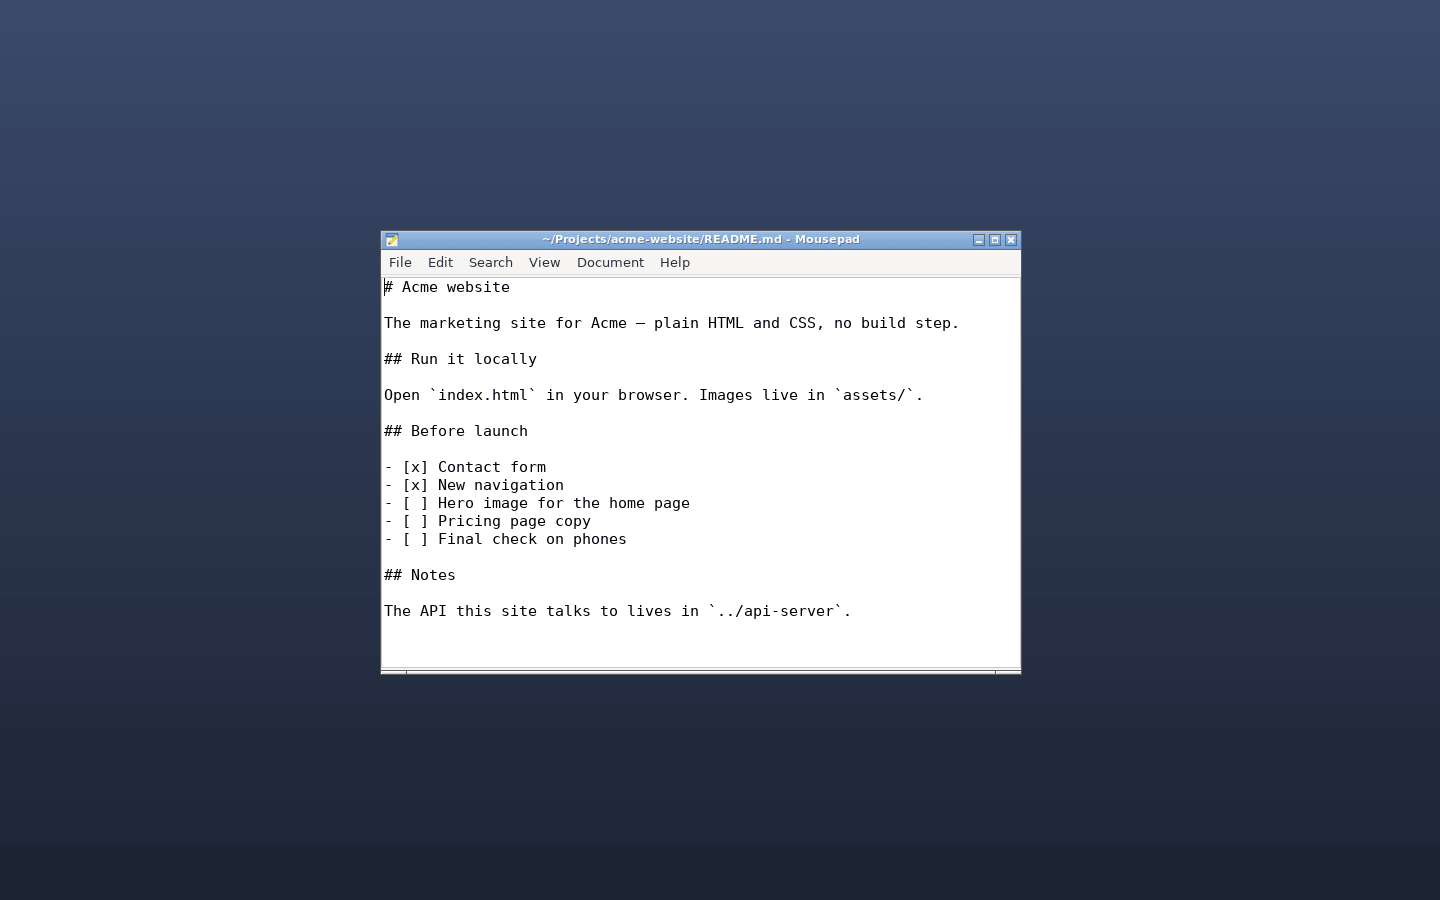 ~/Projects/acme-website/README.md - Mousepad
File Edit Search View Document Help
# Acme website
The marketing site for Acme — plain HTML and CSS, no build step.
## Run it locally
Open `index.html` in your browser. Images live in `assets/`.
## Before launch
- [x] Contact form
- [x] New navigation
- [ ] Hero image for the home page
- [ ] Pricing page copy
- [ ] Final check on phones
## Notes
The API this site talks to lives in `../api-server`.